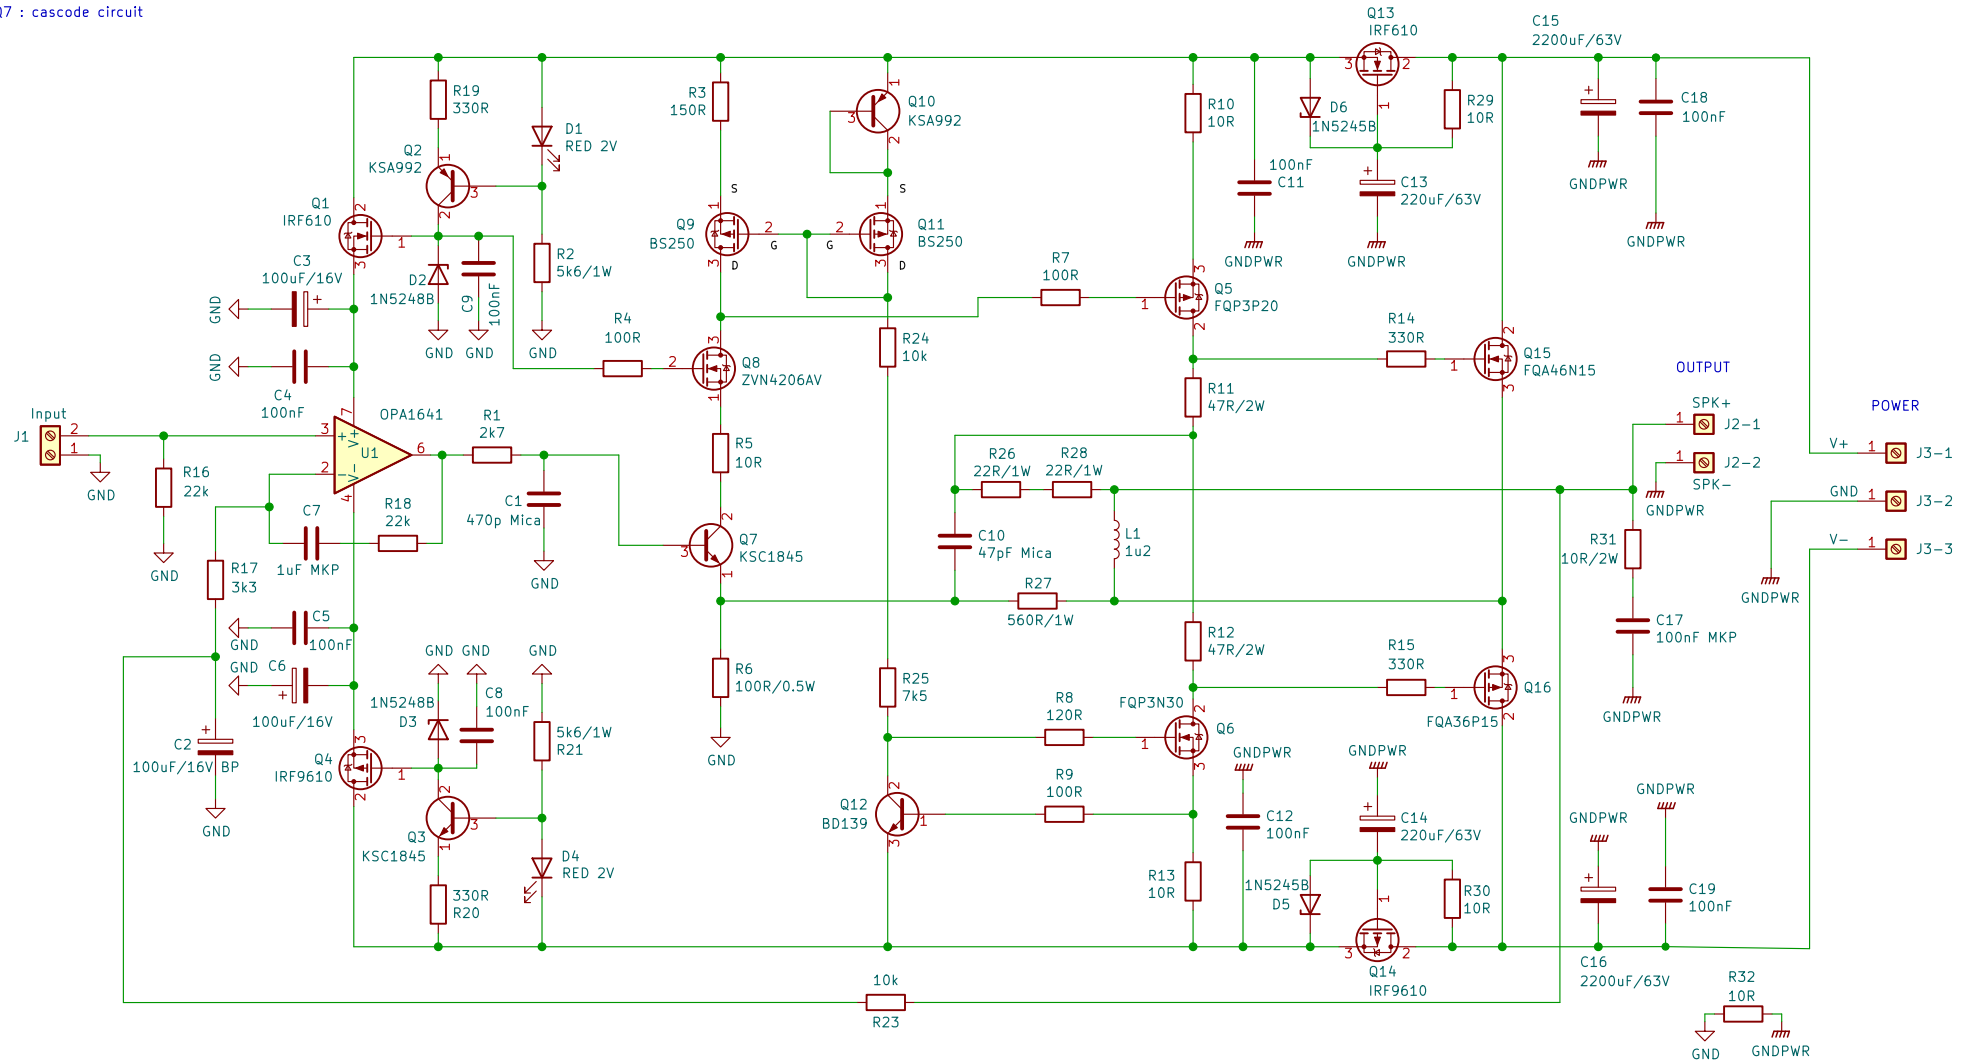 Q7 : cascode circuit
Q13
IRF610
C15
2200uF/63V
R19
330R
D1
RED 2V
R3
150R
Q10
KSA992
R10
10R
D6
1N5245B
R29
10R
C18
100nF
Q2
KSA992
100nF
C11
C13
220uF/63V
GNDPWR
GNDPWR
GNDPWR
GNDPWR
Q1
IRF610
C3
100uF/16V
D2
1N5248B
C9
100nF
R2
5k6/1W
S
S
Q9
BS250
G
G
Q11
BS250
D
D
GND
GND
GND
GND
GND
R4
100R
R7
100R
Q5
FQP3P20
R24
10k
R14
330R
Q15
FQA46N15
Q8
ZVN4206AV
C4
100nF
R11
47R/2W
OUTPUT
POWER
Input
J1
OPA1641
U1
V+
V-
R1
2k7
R5
10R
SPK+
J2-1
J2-2
SPK-
GNDPWR
V+
J3-1
GND
J3-2
V-
J3-3
R16
22k
GND
C7
1uF MKP
R18
22k
C1
470p Mica
GND
GND
R26
22R/1W
R28
22R/1W
C10
47pF Mica
L1
1u2
R27
560R/1W
Q7
KSC1845
R31
10R/2W
C17
100nF MKP
GNDPWR
GNDPWR
R17
3k3
C5
100nF
GND
GND
C6
100uF/16V
GND
GND
GND
1N5248B
D3
C8
100nF
5k6/1W
R21
R6
100R/0.5W
GND
R25
7k5
R12
47R/2W
R15
330R
Q16
FQA36P15
FQP3N30
Q6
R8
120R
R9
100R
C2
100uF/16V BP
GND
Q4
IRF9610
Q3
KSC1845
D4
RED 2V
330R
R20
Q12
BD139
R13
10R
GNDPWR
C12
100nF
GNDPWR
C14
220uF/63V
1N5245B
D5
R30
10R
Q14
IRF9610
GNDPWR
GNDPWR
C19
100nF
C16
2200uF/63V
10k
R23
R32
10R
GND
GNDPWR